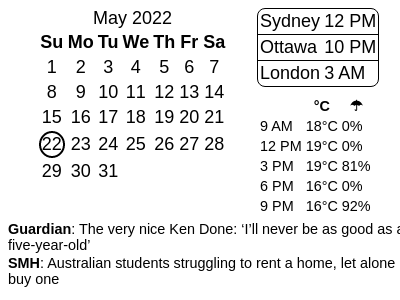 May 2022
Su Mo Tu We Th Fr Sa
1 2 3 4 5 6 7
8 9 10 11 12 13 14
15 16 17 18 19 20 21
22 23 24 25 26 27 28
29 30 31
Sydney 12 PM
Ottawa 10 PM
London 3 AM
°C ☂
9 AM 18°C 0%
12 PM 19°C 0%
3 PM 19°C 81%
6 PM 16°C 0%
9 PM 16°C 92%
Guardian: The very nice Ken Done: ‘I’ll never be as good as a
five-year-old’
SMH: Australian students struggling to rent a home, let alone
buy one